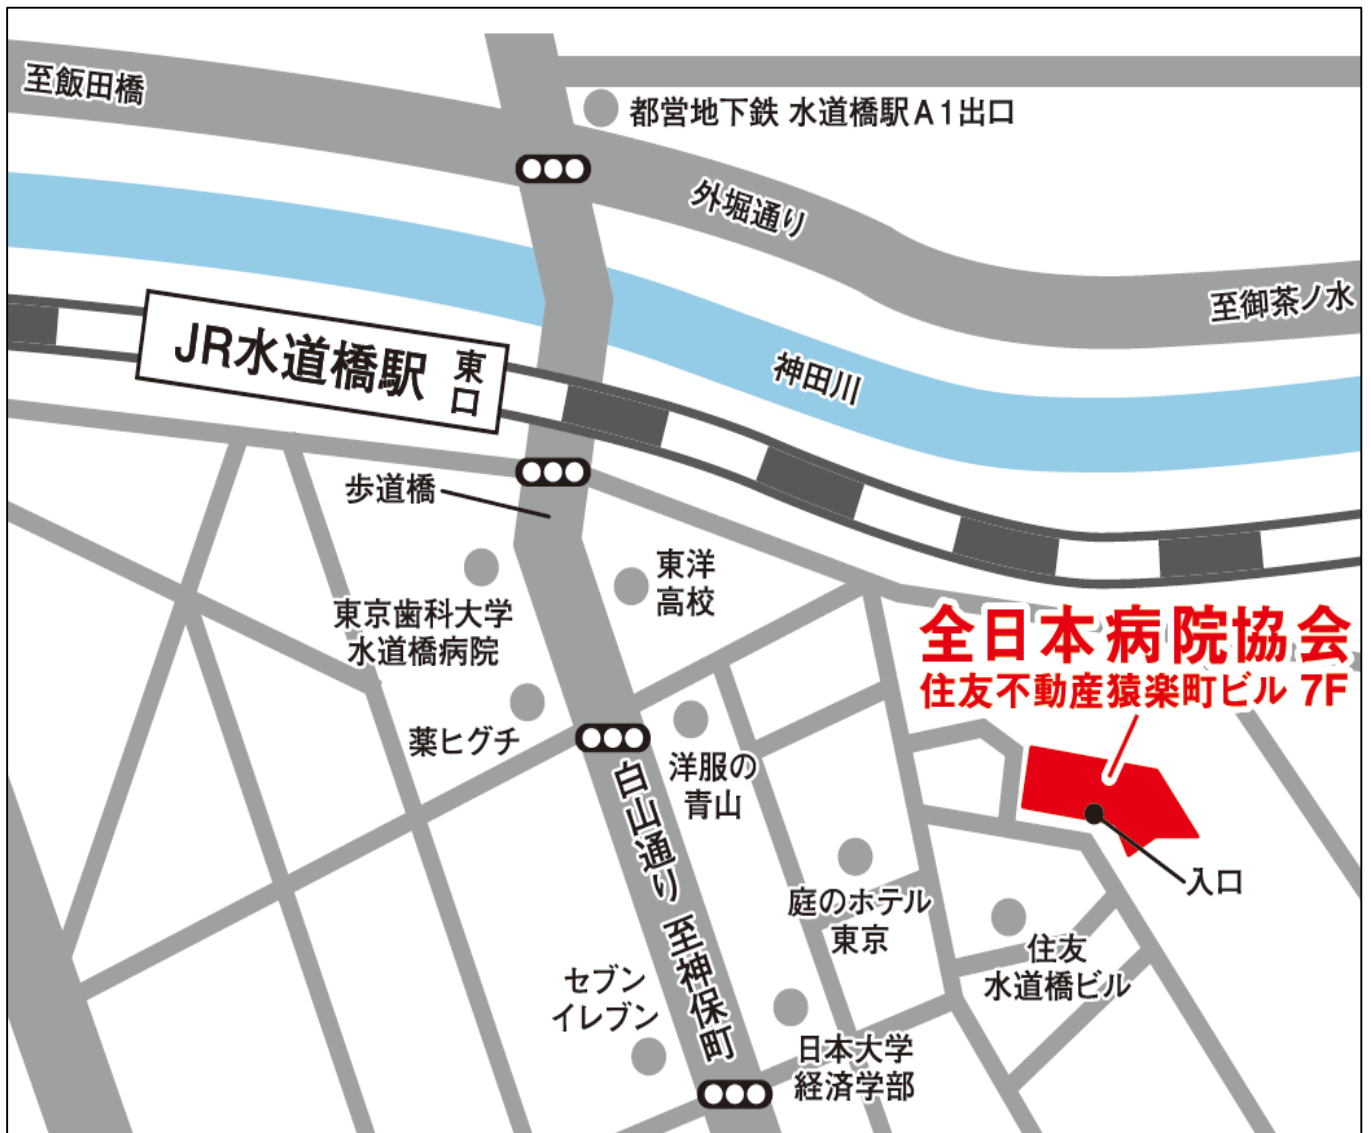 至飯田橋
都営地下鉄 水道橋駅A1出口
外堀通り
至御茶ノ水
JR水道橋駅 東口
神田川
歩道橋
東洋
高校
東京歯科大学
水道橋病院
全日本病院協会
住友不動産猿楽町ビル 7F
薬ヒグチ
洋服の
青山
白山通り 至神保町
入口
庭のホテル
東京
住友
水道橋ビル
セブン
イレブン
日本大学
経済学部